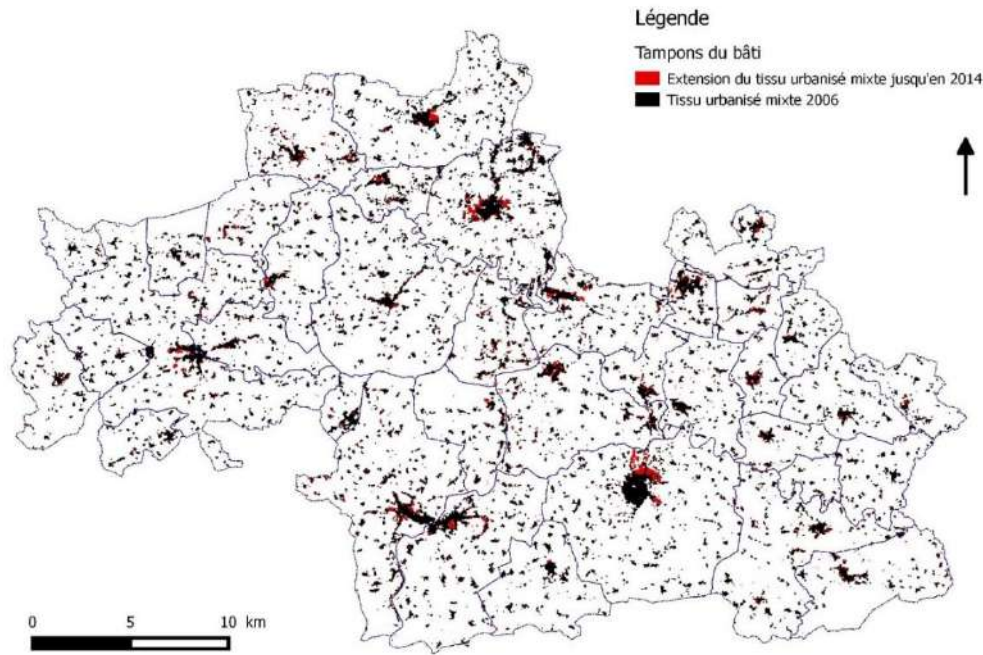 Légende
Tampons du bâti
Extension du tissu urbanisé mixte jusqu'en 2014
Tissu urbanisé mixte 2006
0 5 10 km